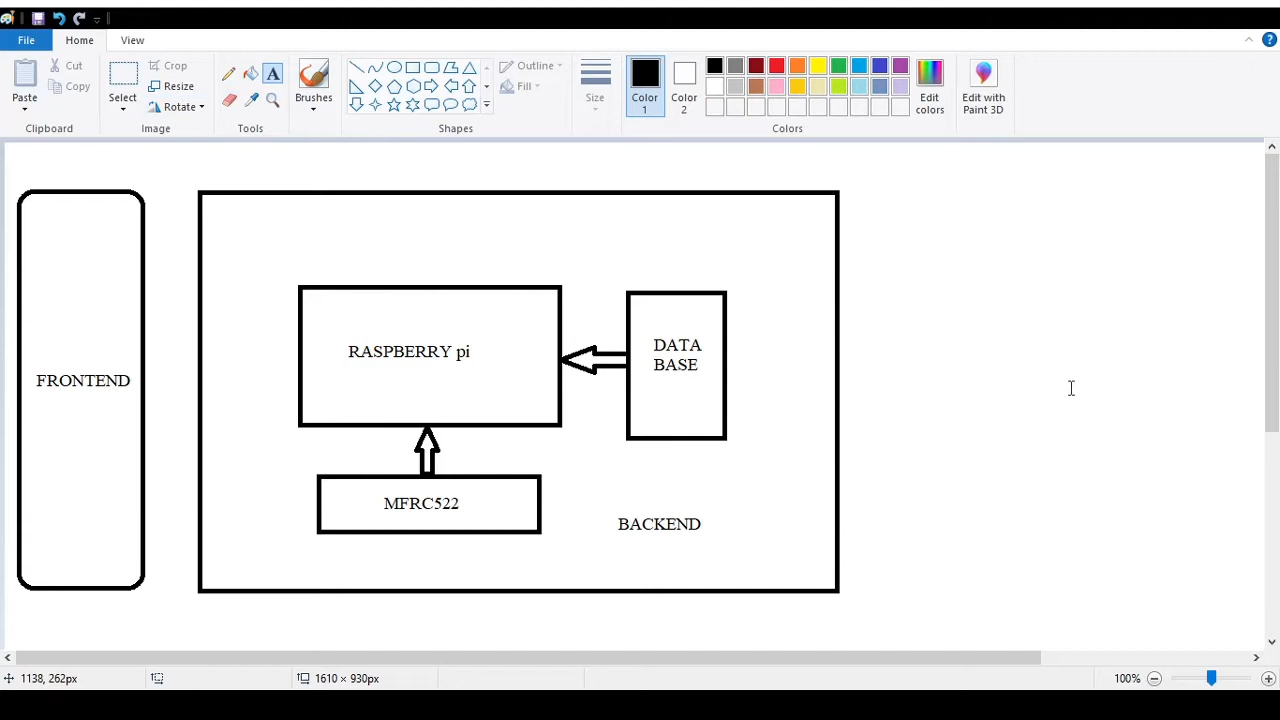 File
Home
View
Paste
Cut
Copy
Clipboard
Select
Crop
Resize
Rotate
Image
A
Tools
Brushes
Shapes
Outline
Fill
Size
Color
1
Color
2
Colors
Edit
colors
Edit with
Paint 3D
FRONTEND
RASPBERRY pi
DATA
BASE
MFRC522
BACKEND
1138, 262px
1610 × 930px
100%